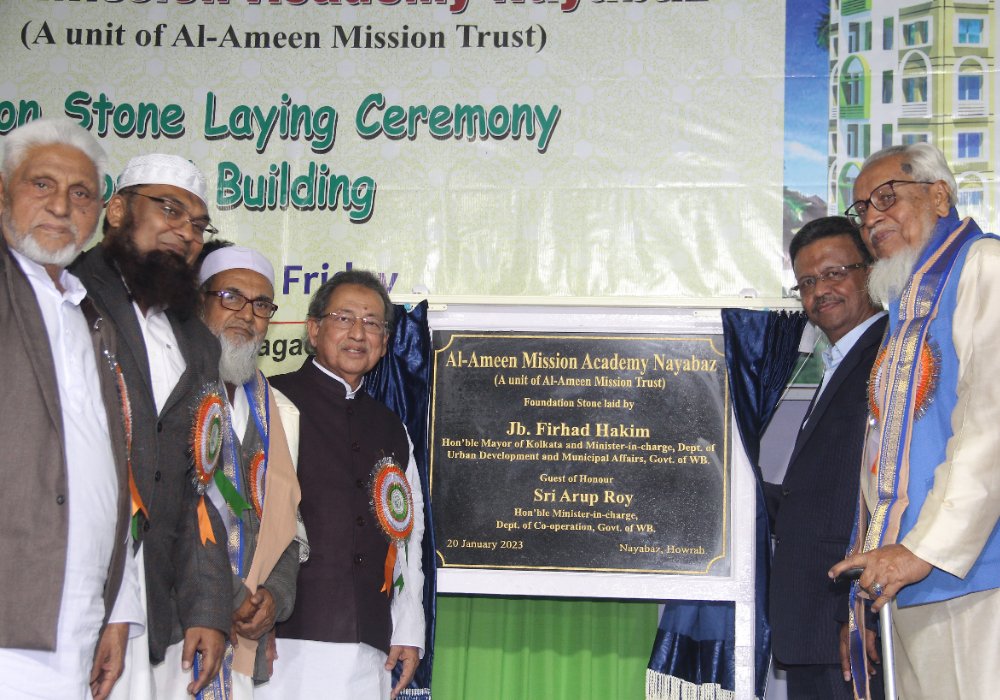 Mission Academy Nayabaz
(A unit of Al-Ameen Mission Trust)
Stone Laying Ceremony
Building
Friday
Al-Ameen Mission Academy Nayabaz
(A unit of Al-Ameen Mission Trust)
Foundation Stone laid by
Jb. Firhad Hakim
Hon'ble Mayor of Kolkata and Minister-in-charge, Dept. of
Urban Development and Municipal Affairs, Govt. of WB.
Guest of Honour
Sri Arup Roy
Hon'ble Minister-in-charge,
Dept. of Co-operation, Govt. of WB.
20 January 2023 Nayabaz, Howrah